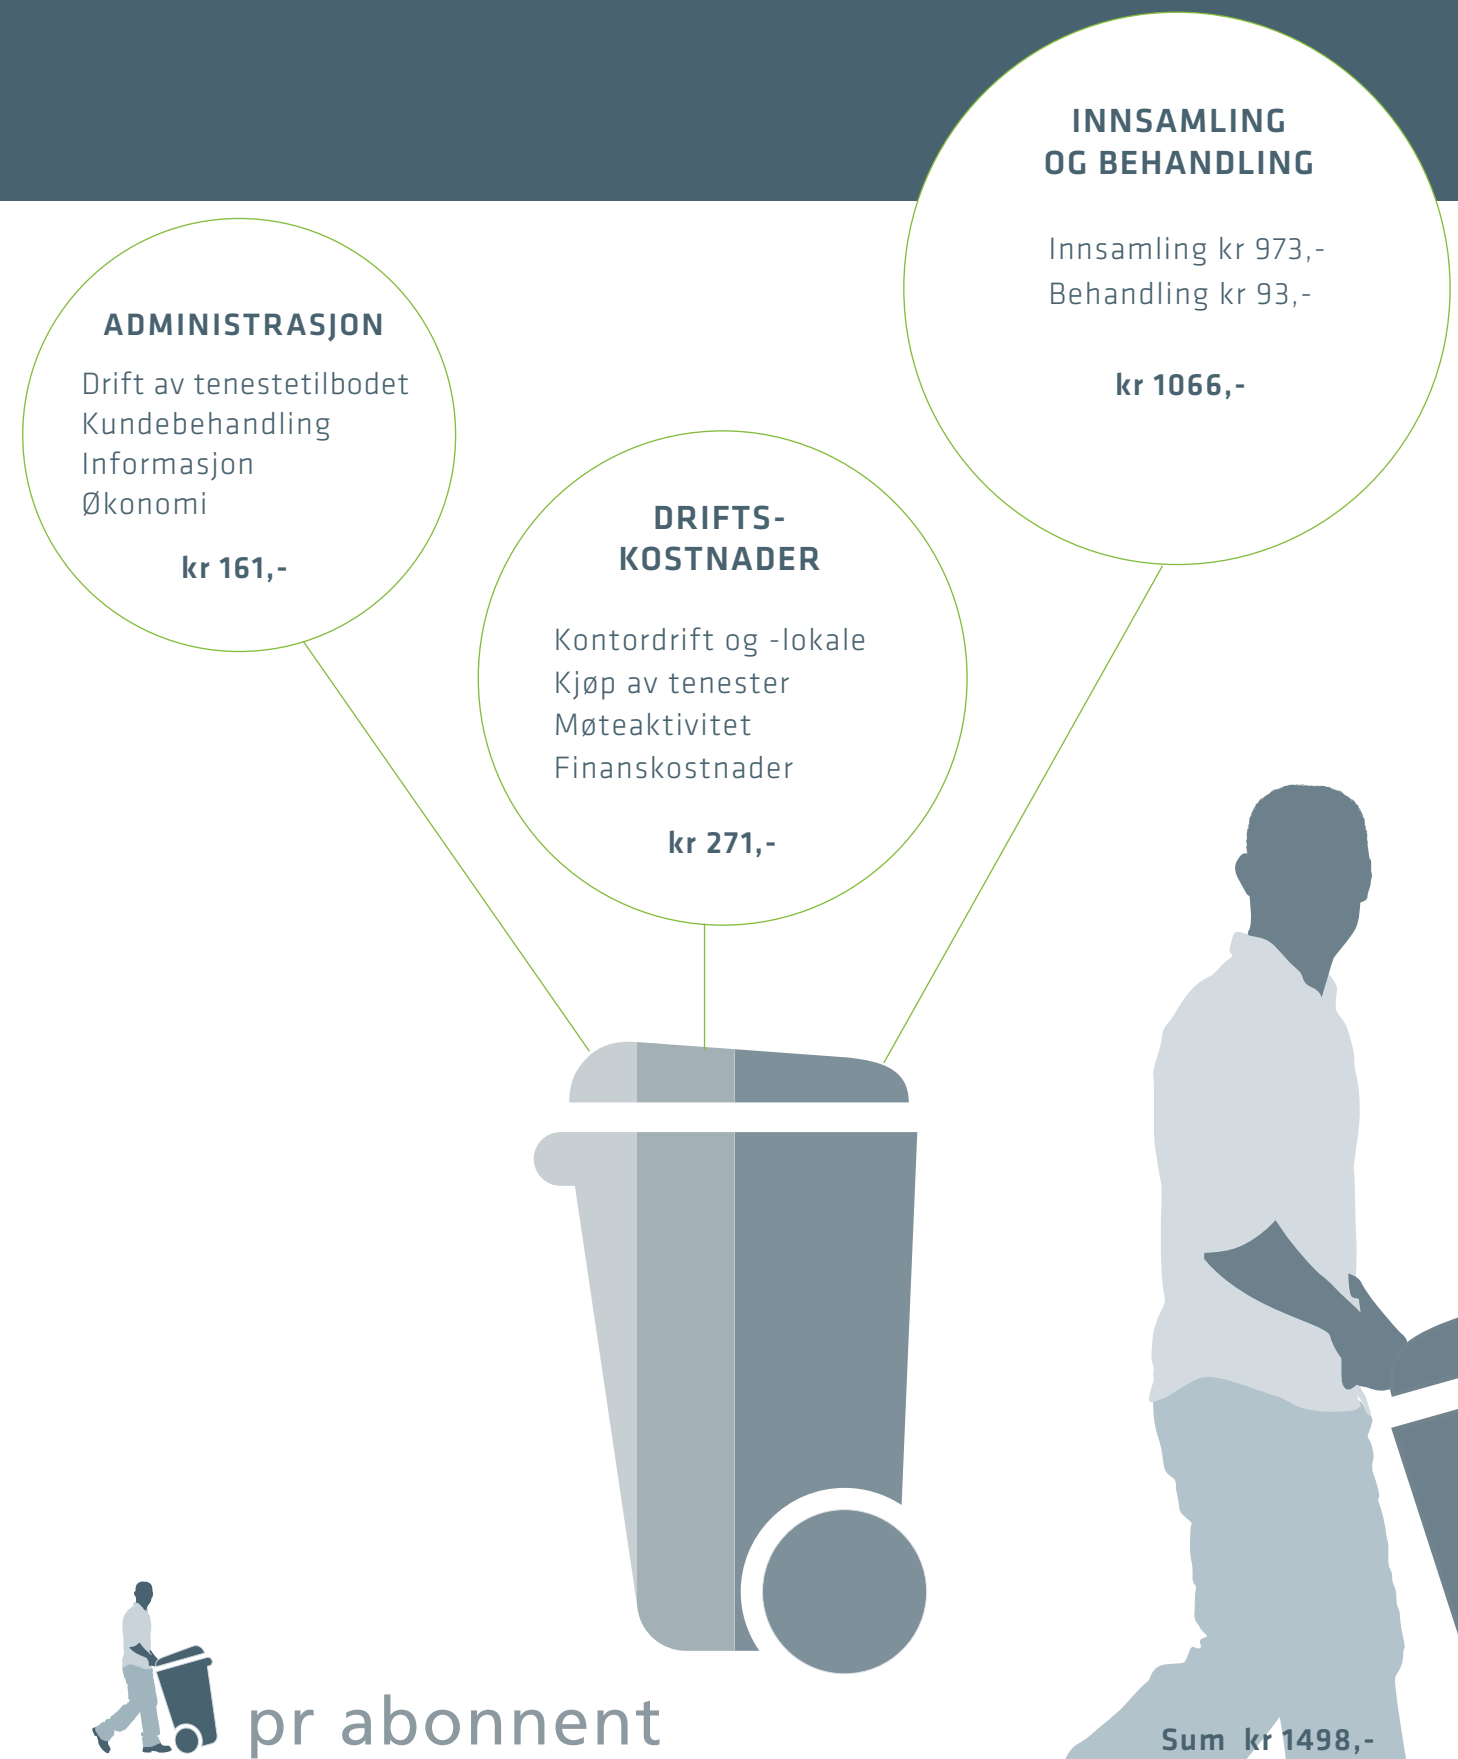 INNSAMLING
OG BEHANDLING
Innsamling kr 973,-
Behandling kr 93,-
kr 1066,-
ADMINISTRASJON
Drift av tenestetilbodet
Kundebehandling
Informasjon
Økonomi
kr 161,-
DRIFTS-
KOSTNADER
Kontordrift og -lokale
Kjøp av tenester
Møteaktivitet
Finanskostnader
kr 271,-
pr abonnent
Sum kr 1498,-